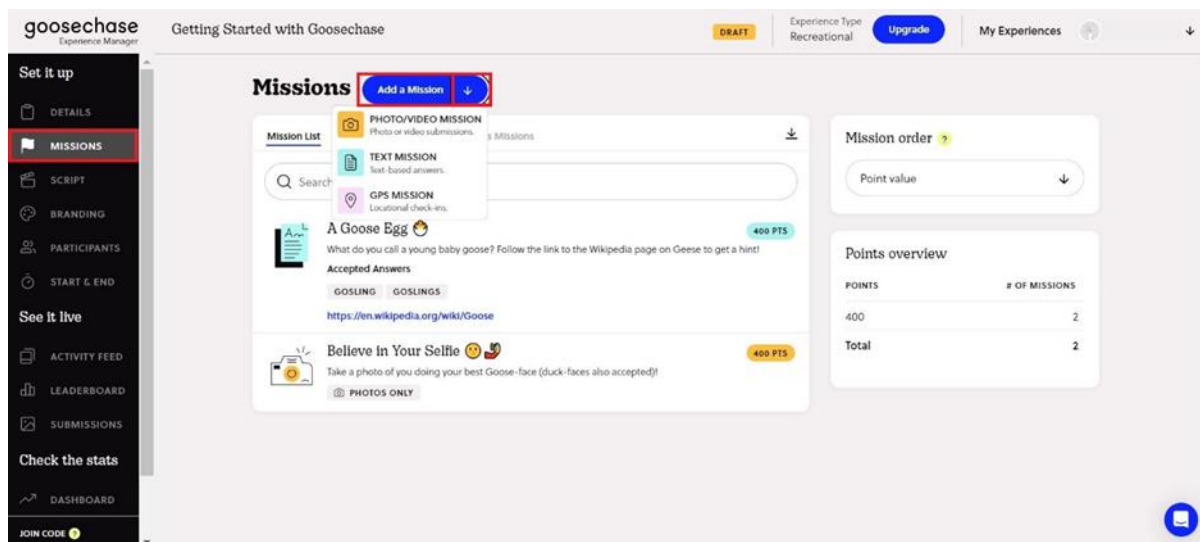 goosechase
Experience Manager
Getting Started with Goosechase
DRAFT
Experience Type
Recreational
Upgrade
My Experiences
Set it up
DETAILS
MISSIONS
SCRIPT
BRANDING
PARTICIPANTS
START & END
See it live
ACTIVITY FEED
LEADERBOARD
SUBMISSIONS
Check the stats
DASHBOARD
JOIN CODE ?
Missions
Add a Mission
PHOTO/VIDEO MISSION
Photo or video submissions.
TEXT MISSION
Text-based answers.
GPS MISSION
Locational check-ins.
Mission List
Missions
Search
A Goose Egg 🐣
400 PTS
What do you call a young baby goose? Follow the link to the Wikipedia page on Geese to get a hint!
Accepted Answers
GOSLING GOSLINGS
https://en.wikipedia.org/wiki/Goose
Believe in Your Selfie 😗 🤳
400 PTS
Take a photo of you doing your best Goose-face (duck-faces also accepted)!
PHOTOS ONLY
Mission order ?
Point value
Points overview
POINTS # OF MISSIONS
400 2
Total 2